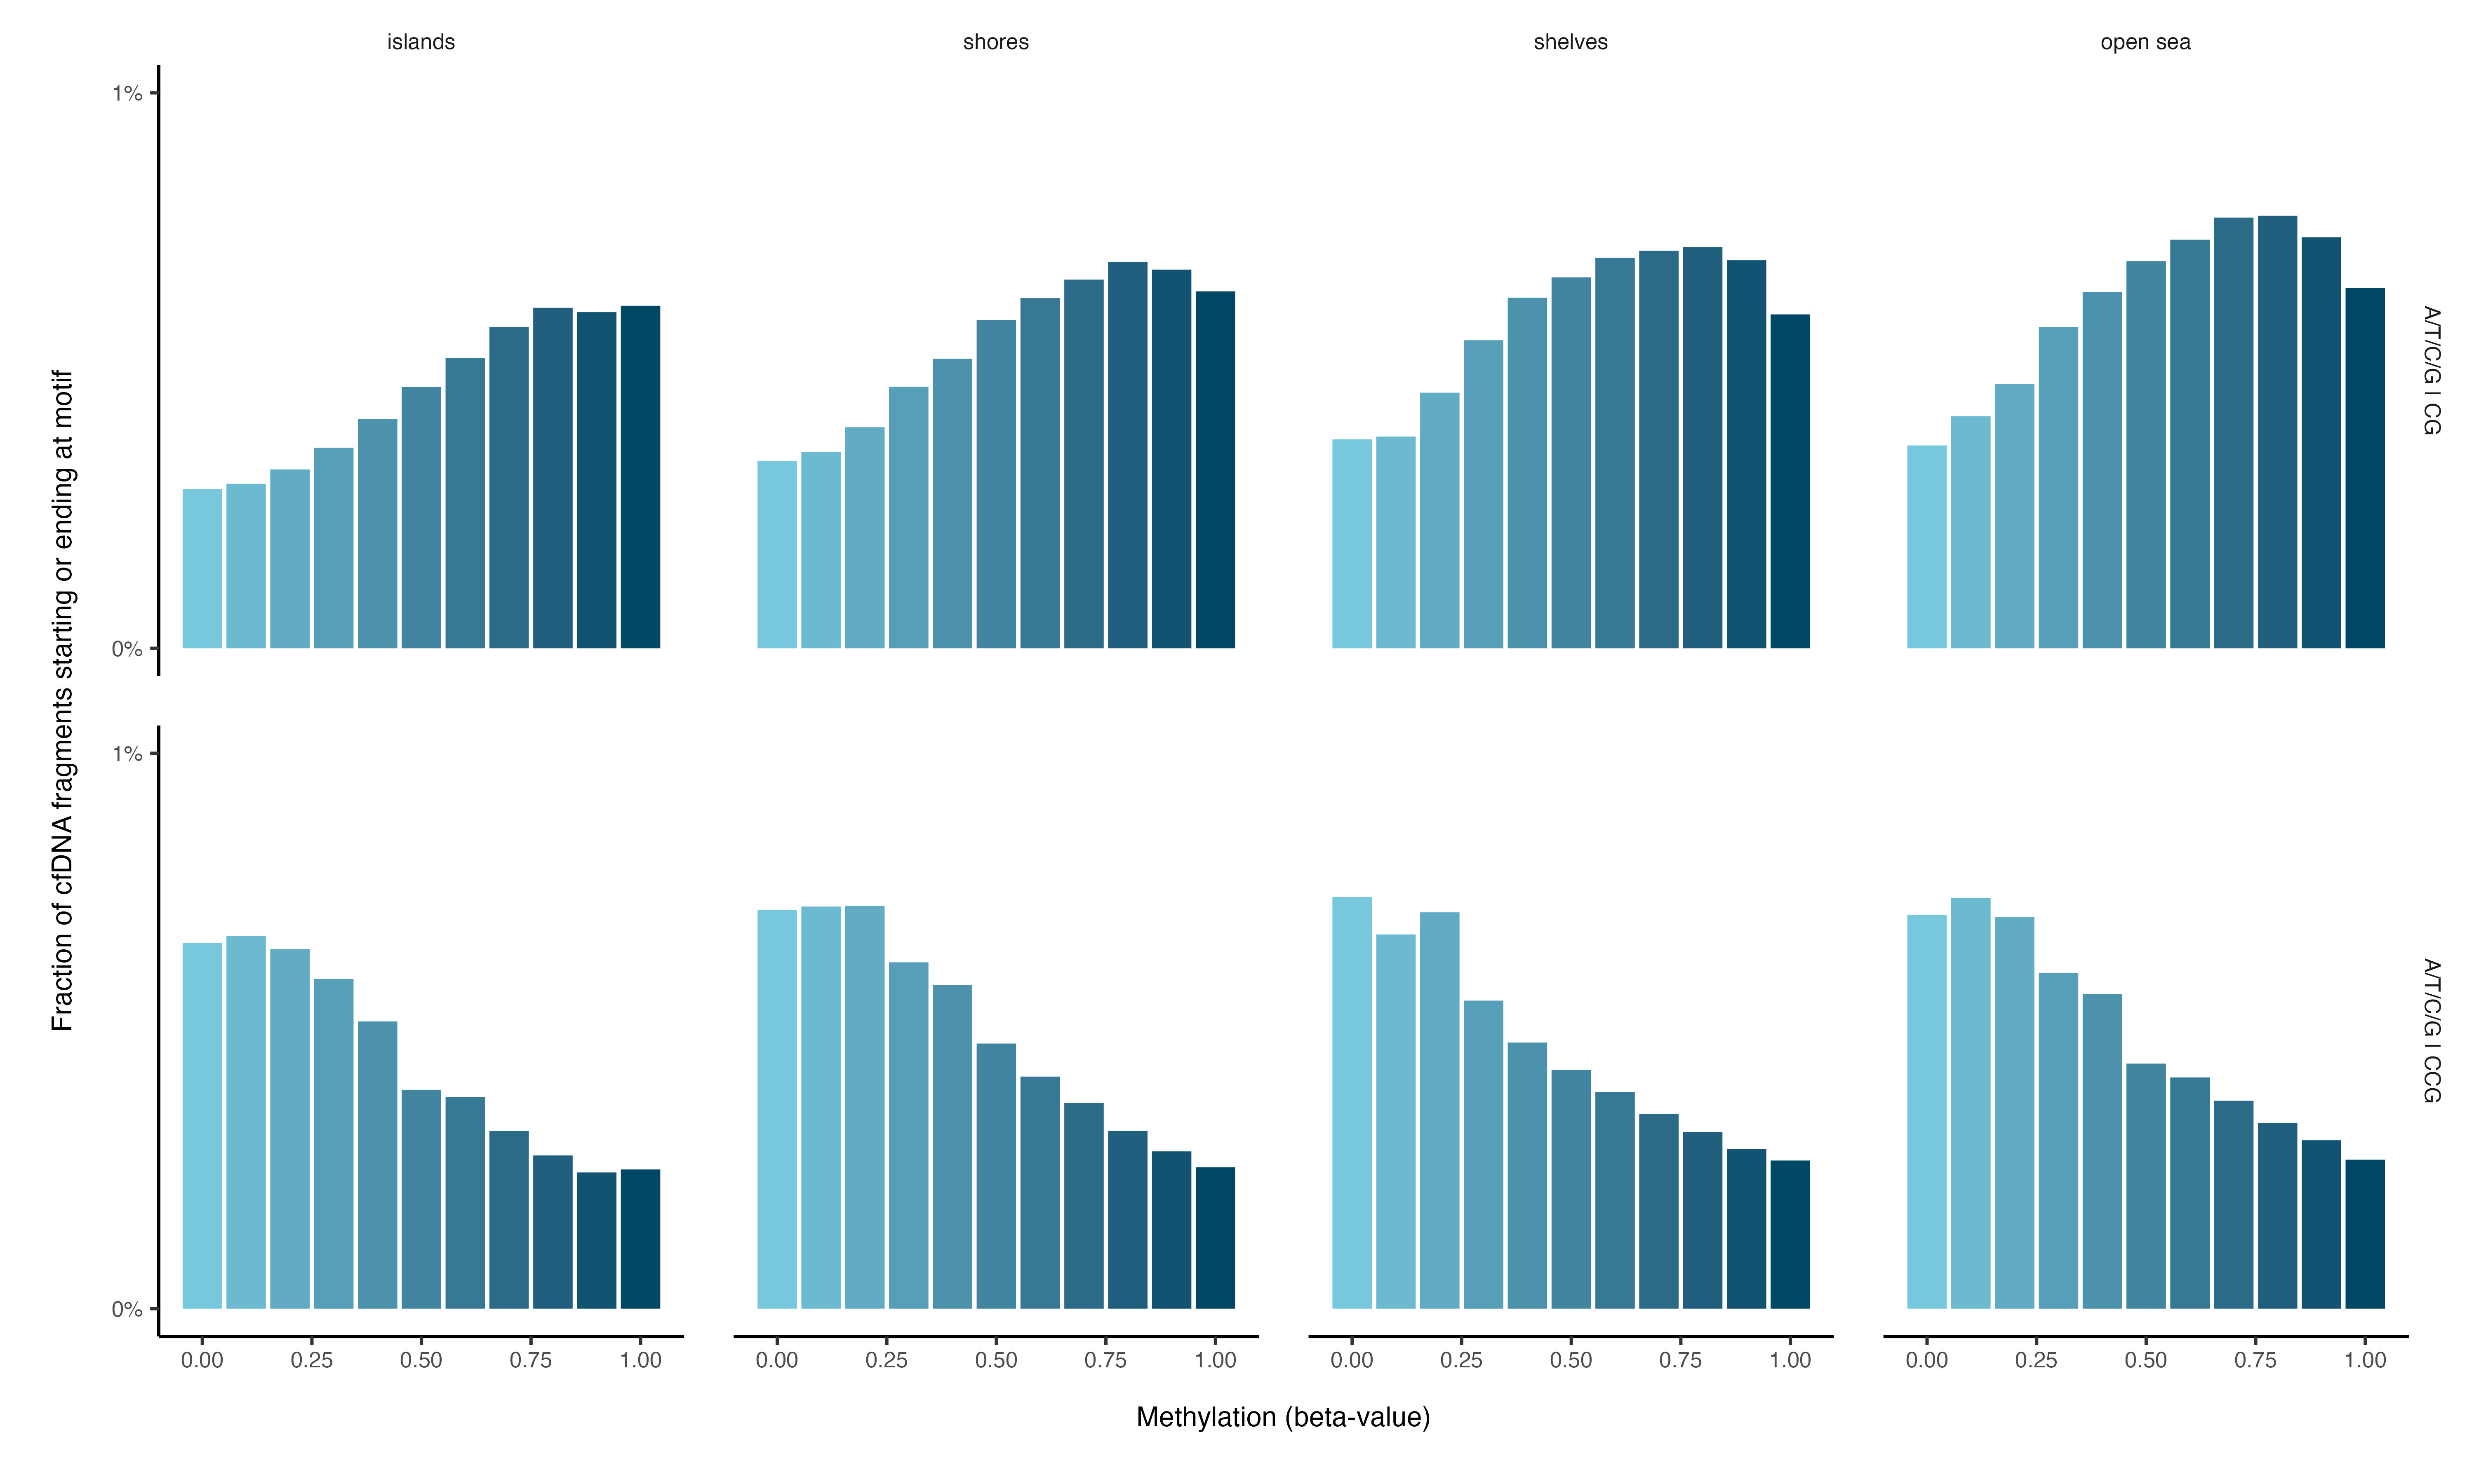 islands shores shelves open sea
1%
0%
A/T/C/G | CG
Fraction of cfDNA fragments starting or ending at motif
1%
0%
A/T/C/G | CCG
0.00 0.25 0.50 0.75 1.00 0.00 0.25 0.50 0.75 1.00 0.00 0.25 0.50 0.75 1.00 0.00 0.25 0.50 0.75 1.00
Methylation (beta-value)